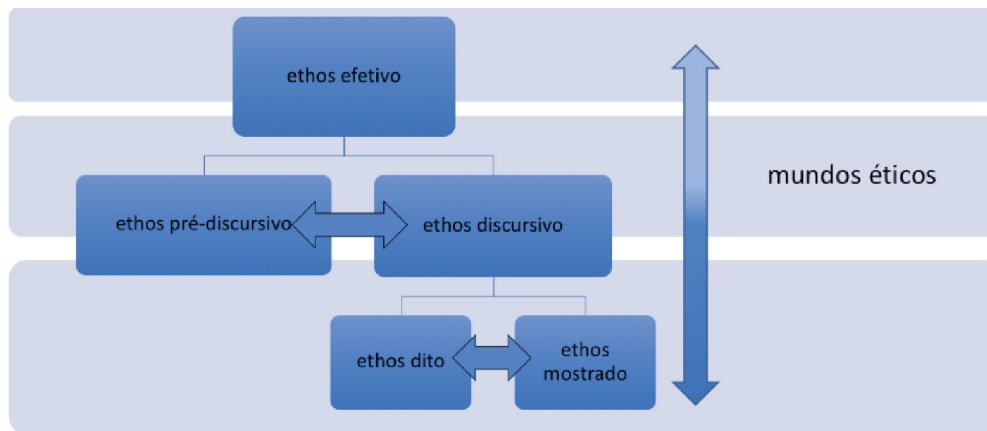 ethos efetivo
mundos éticos
ethos pré-discursivo
ethos discursivo
ethos dito
ethos
mostrado